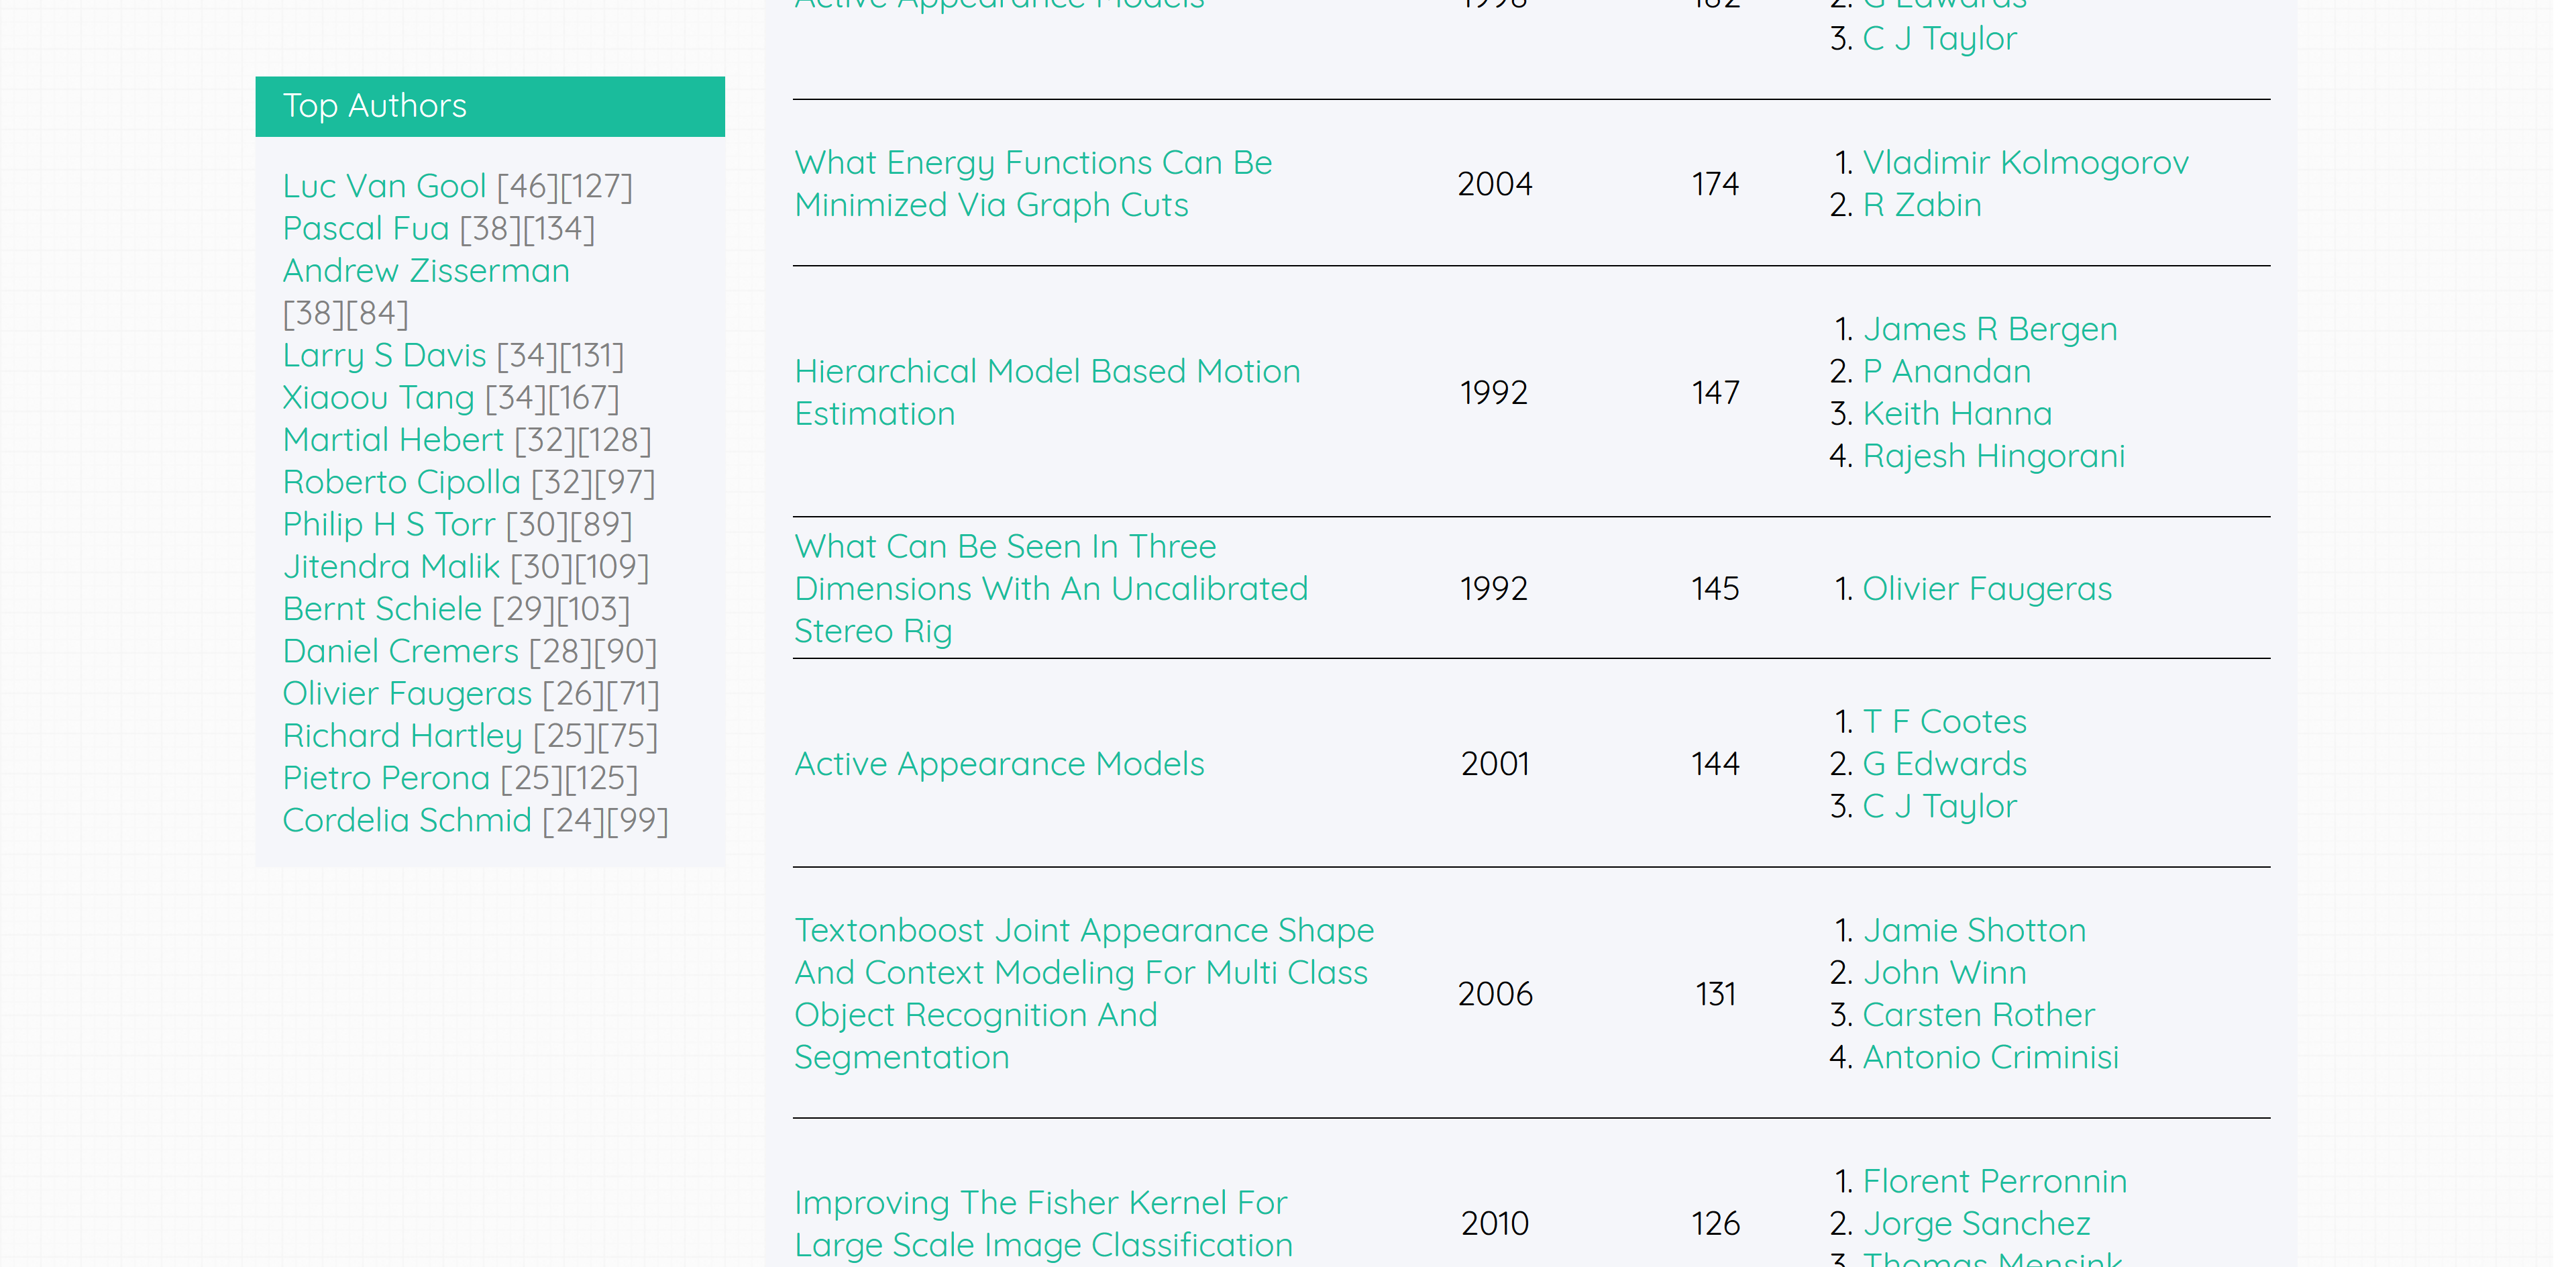 Top Authors
Luc Van Gool [46][127]
Pascal Fua [38][134]
Andrew Zisserman
[38][84]
Larry S Davis [34][131]
Xiaoou Tang [34][167]
Martial Hebert [32][128]
Roberto Cipolla [32][97]
Philip H S Torr [30][89]
Jitendra Malik [30][109]
Bernt Schiele [29][103]
Daniel Cremers [28][90]
Olivier Faugeras [26][71]
Richard Hartley [25][75]
Pietro Perona [25][125]
Cordelia Schmid [24][99]
Active Appearance Models 1998 182 2. G Edwards
3. C J Taylor
What Energy Functions Can Be
Minimized Via Graph Cuts
2004
174
1. Vladimir Kolmogorov
2. R Zabin
Hierarchical Model Based Motion
Estimation
1992
147
1. James R Bergen
2. P Anandan
3. Keith Hanna
4. Rajesh Hingorani
What Can Be Seen In Three
Dimensions With An Uncalibrated
Stereo Rig
1992
145
1. Olivier Faugeras
Active Appearance Models
2001
144
1. T F Cootes
2. G Edwards
3. C J Taylor
Textonboost Joint Appearance Shape
And Context Modeling For Multi Class
Object Recognition And
Segmentation
2006
131
1. Jamie Shotton
2. John Winn
3. Carsten Rother
4. Antonio Criminisi
Improving The Fisher Kernel For
Large Scale Image Classification
2010
126
1. Florent Perronnin
2. Jorge Sanchez
3. Thomas Mensink